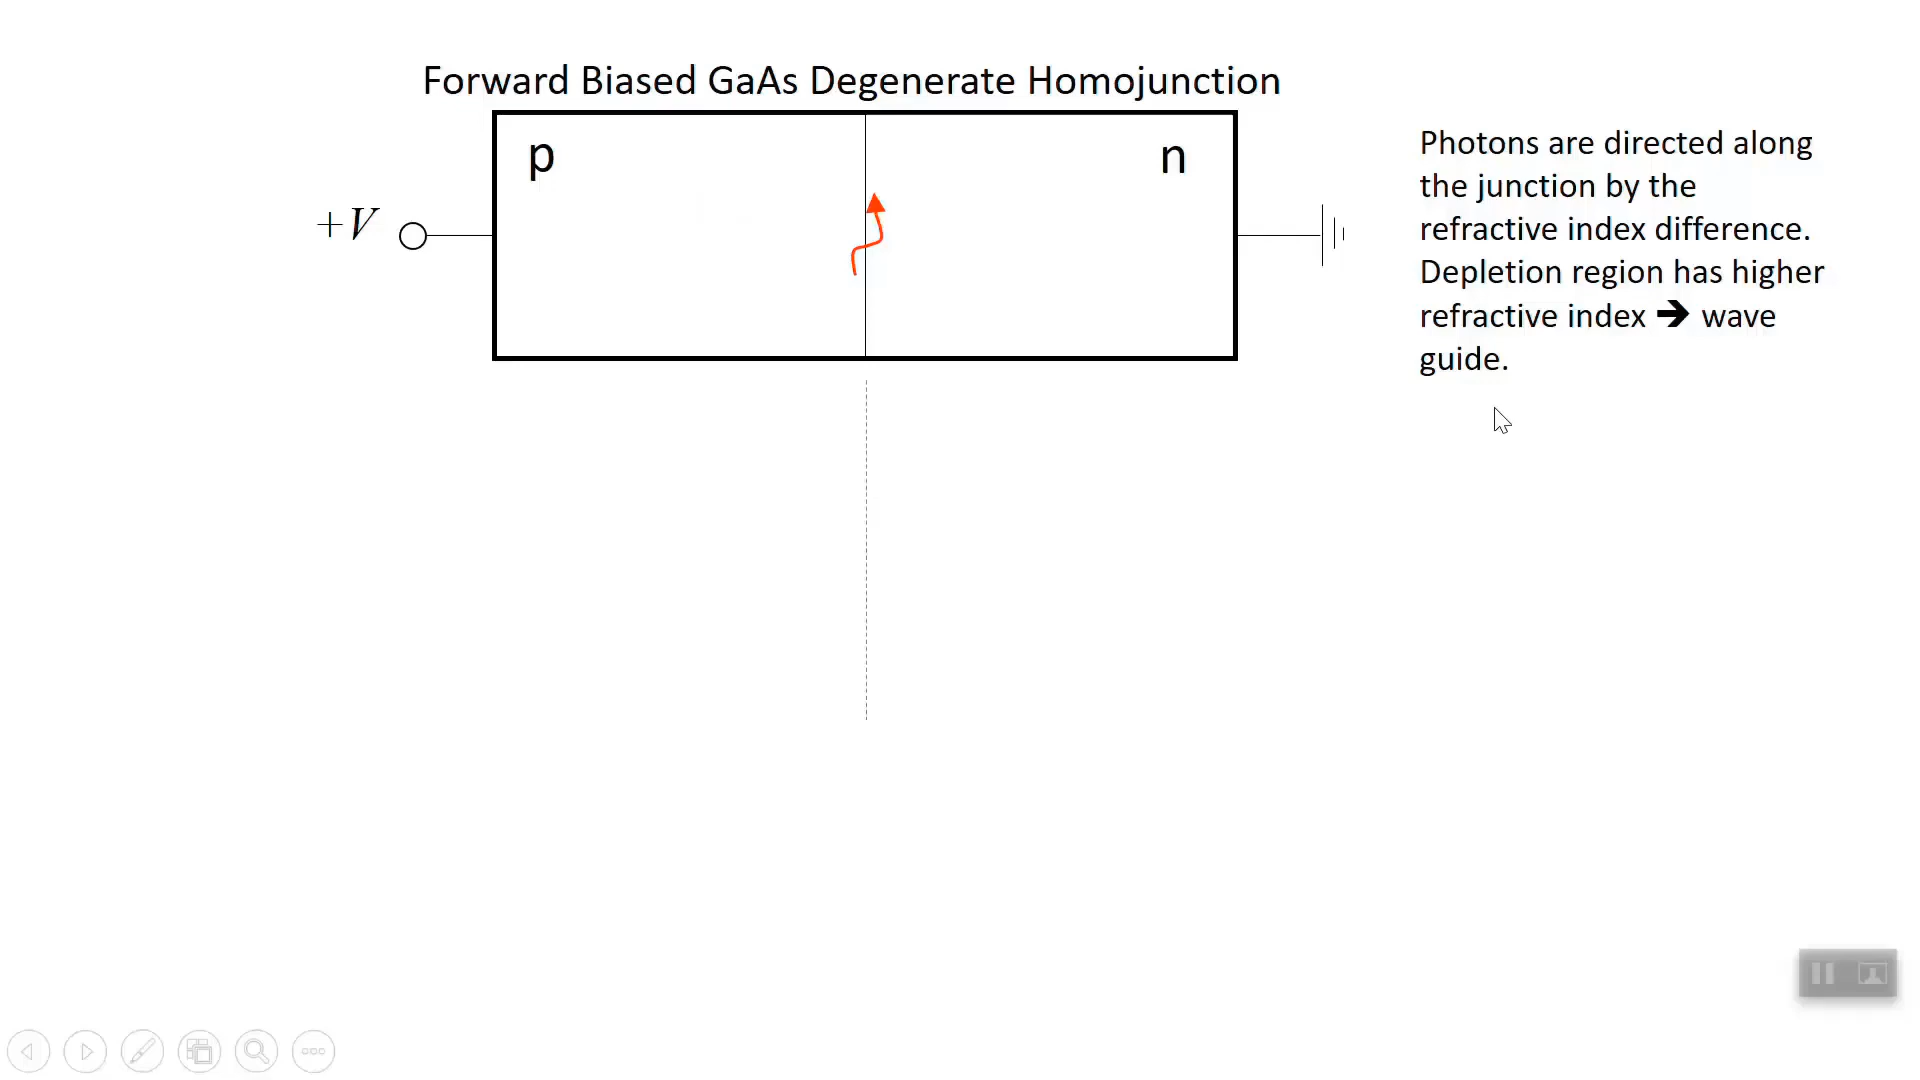 Forward Biased GaAs Degenerate Homojunction
p
n
+V
Photons are directed along
the junction by the
refractive index difference.
Depletion region has higher
refractive index ➔ wave
guide.